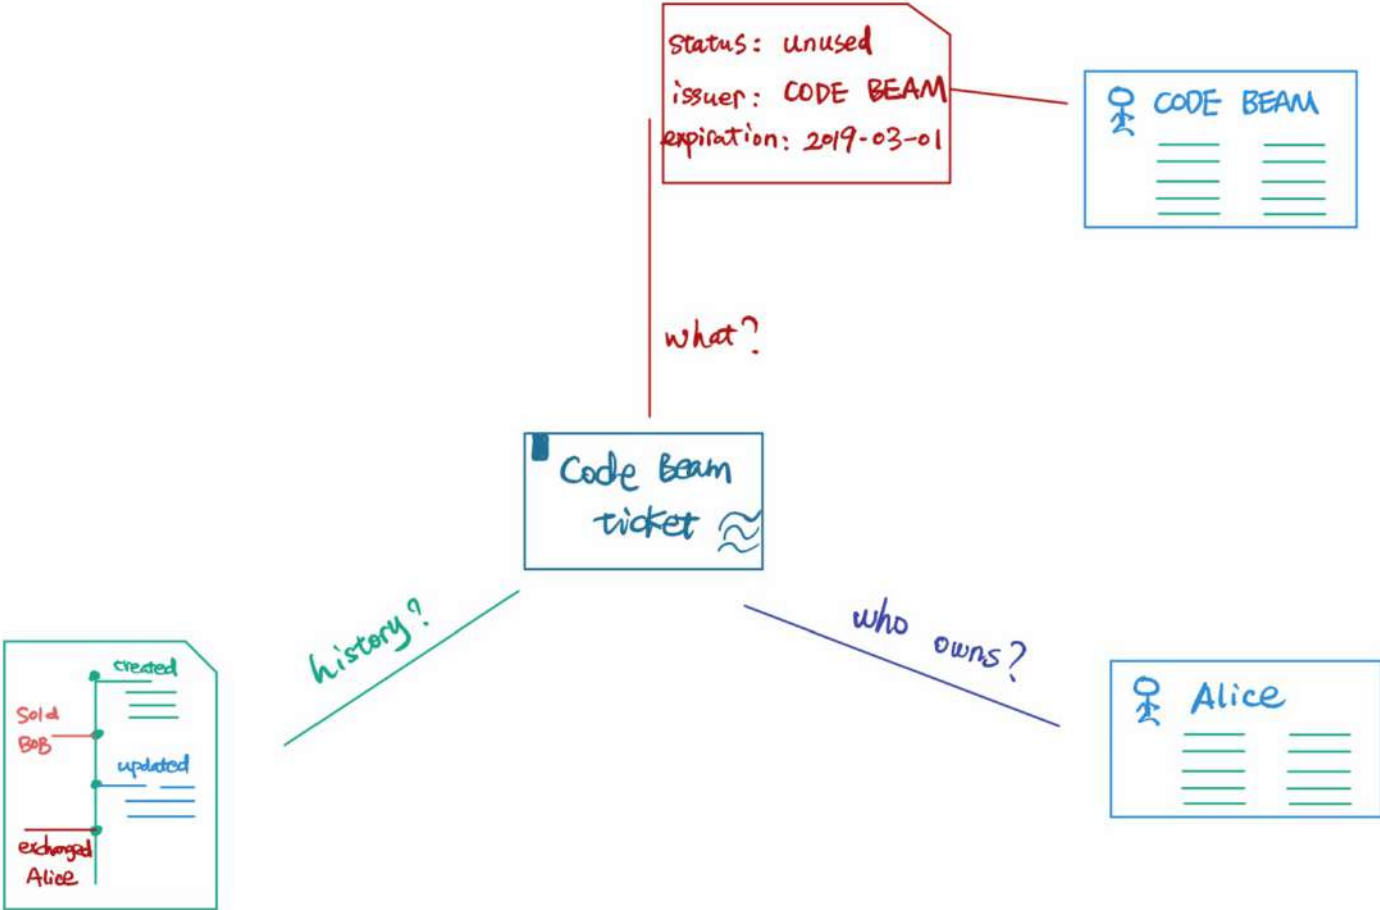 status: unused
issuer: CODE BEAM
expiration: 2019-03-01
CODE BEAM
what?
Code Beam
ticket
history?
who owns?
created
Sold
BOB
updated
exchanged
Alice
Alice